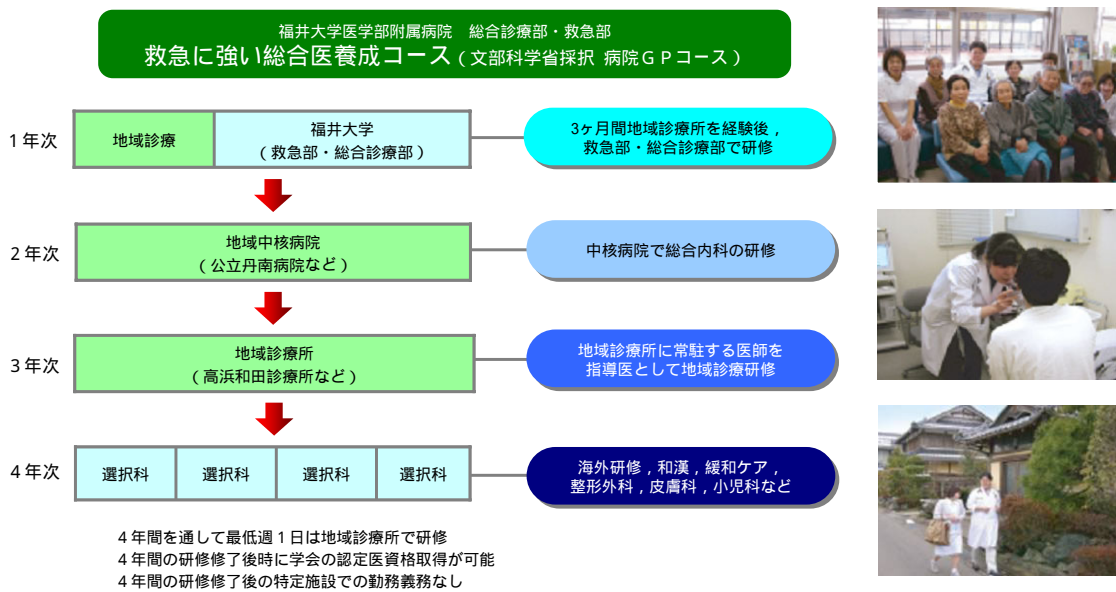 福井大学医学部附属病院 総合診療部・救急部
救急に強い総合医養成コース(文部科学省採択 病院GPコース)
1年次
地域診療
福井大学
(救急部・総合診療部)
3ヶ月間地域診療所を経験後,
救急部・総合診療部で研修
2年次
地域中核病院
(公立丹南病院など)
中核病院で総合内科の研修
3年次
地域診療所
(高浜和田診療所など)
地域診療所に常駐する医師を
指導医として地域診療研修
4年次
選択科
選択科
選択科
選択科
海外研修,和漢,緩和ケア,
整形外科,皮膚科,小児科など
4年間を通して最低週1日は地域診療所で研修
4年間の研修修了後時に学会の認定医資格取得が可能
4年間の研修修了後の特定施設での勤務義務なし